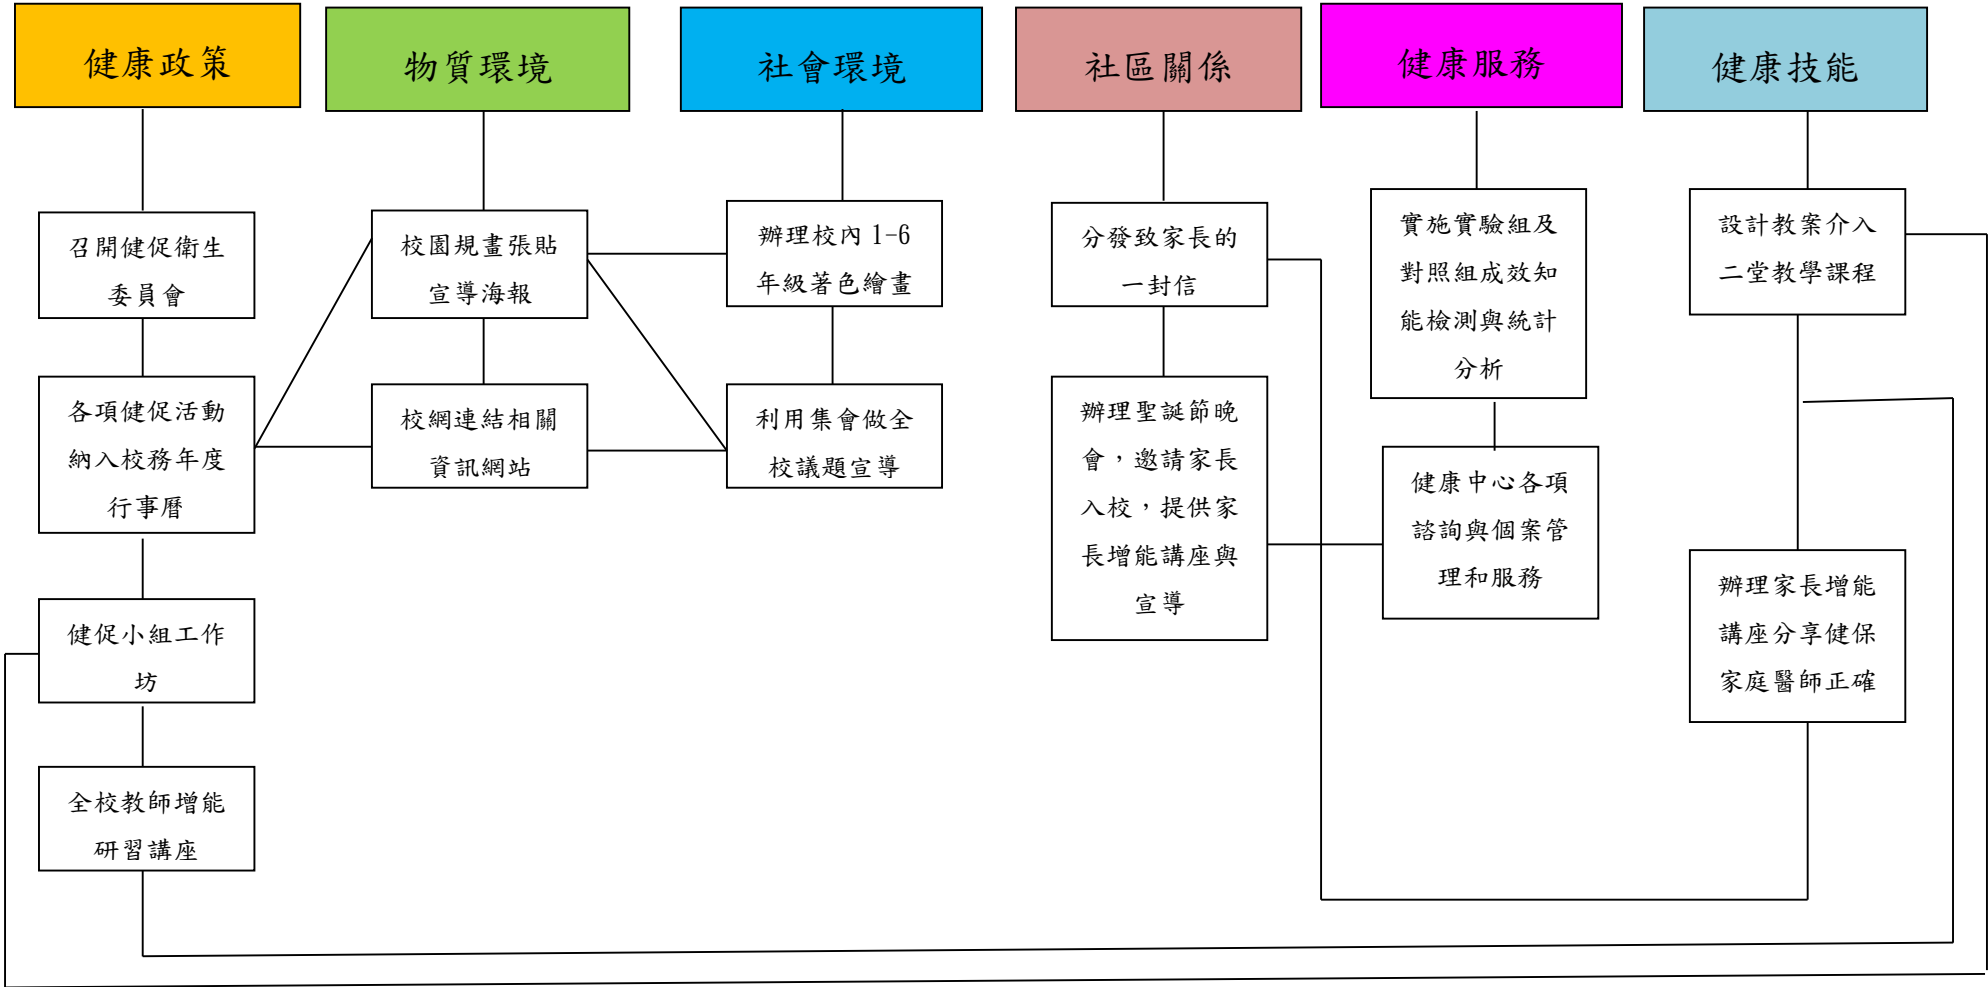 健康政策
物質環境
社會環境
社區關係
健康服務
健康技能
召開健促衛生
委員會
各項健促活動
納入校務年度
行事曆
健促小組工作
坊
全校教師增能
研習講座
校園規畫張貼
宣導海報
校網連結相關
資訊網站
辦理校內 1-6
年級著色繪畫
利用集會做全
校議題宣導
分發致家長的
一封信
辦理聖誕節晚
會，邀請家長
入校，提供家
長增能講座與
宣導
實施實驗組及
對照組成效知
能檢測與統計
分析
健康中心各項
諮詢與個案管
理和服務
設計教案介入
二堂教學課程
辦理家長增能
講座分享健保
家庭醫師正確